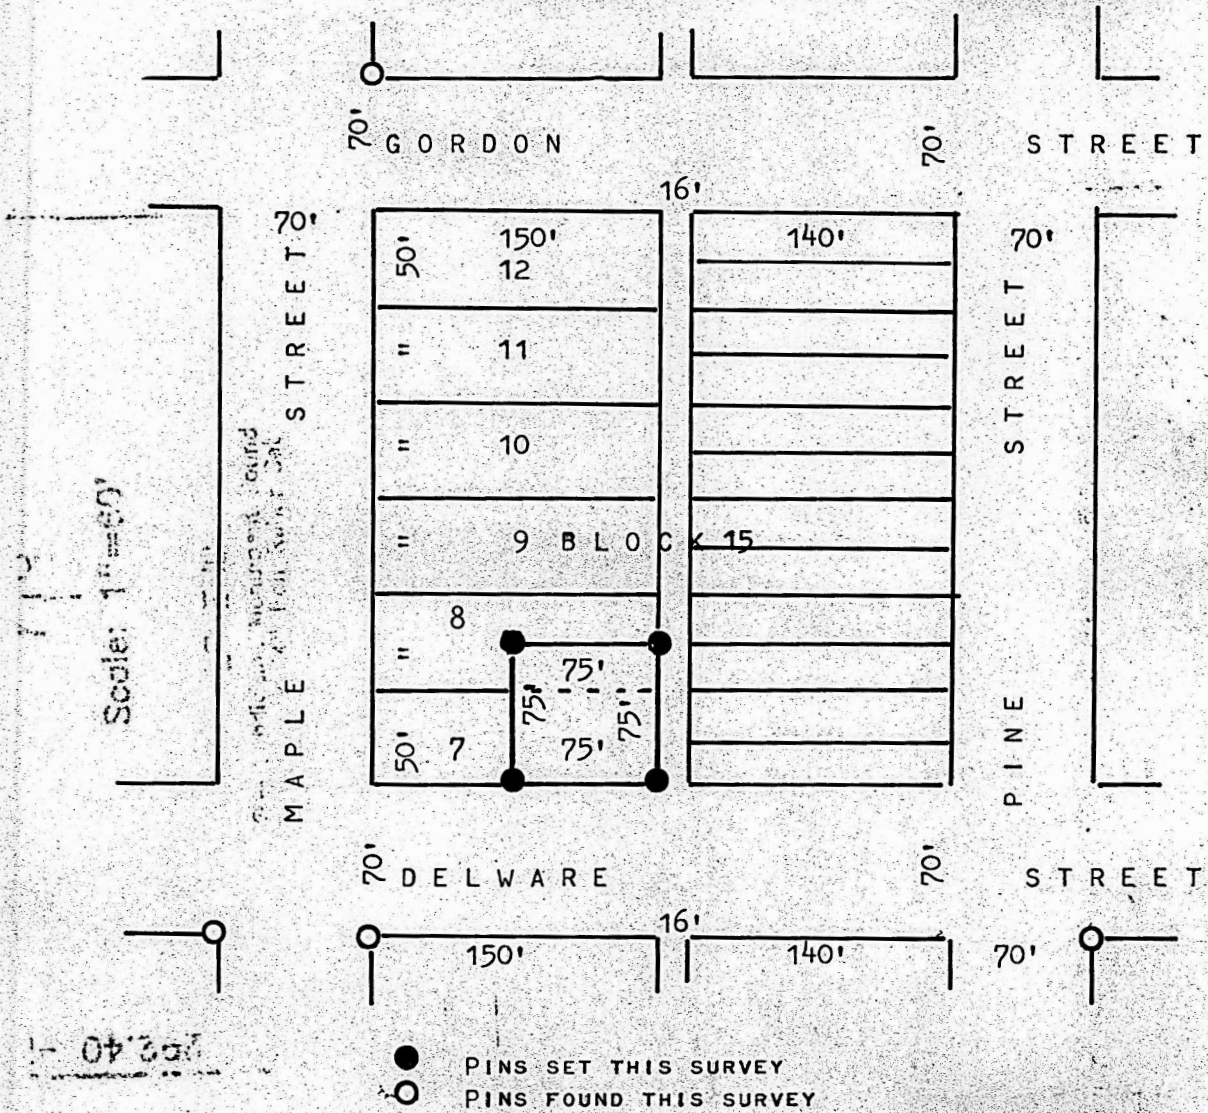 70' GORDON 70' STREET
16'
70' 150' 140' 70'
50' 12
STREET
STREET
" 11
" 10
" 9 BLOCK 15
Scale: 1"
8
"
75'
75' 75'
MAPLE
PINE
50' 7 75'
70' DELWARE 70' STREET
16'
150' 140' 70'
PINS SET THIS SURVEY
PINS FOUND THIS SURVEY